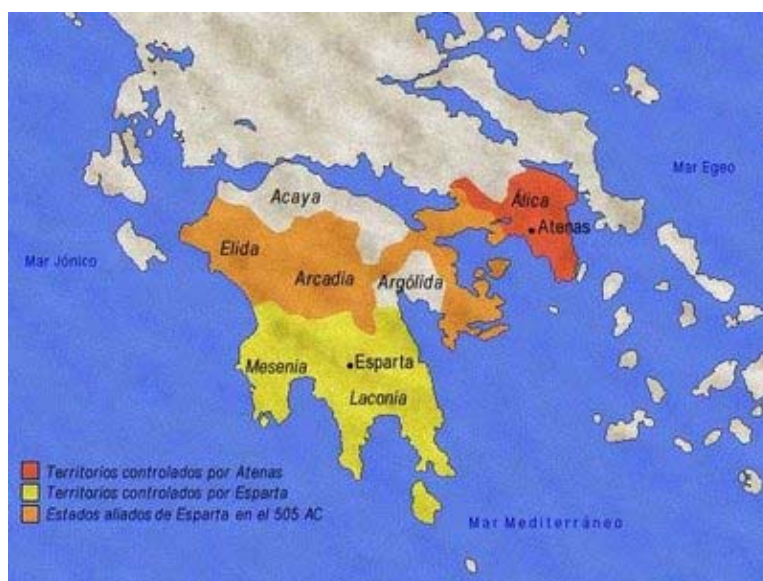 Mar Egeo
Acaya
Ática
Atenas
Elida
Mar Jónico
Arcadia
Argólida
Esparta
Mesenia
Laconia
Territorios controlados por Atenas
Territorios controlados por Esparta
Estados aliados de Esparta en el 505 AC
Mar Mediterráneo